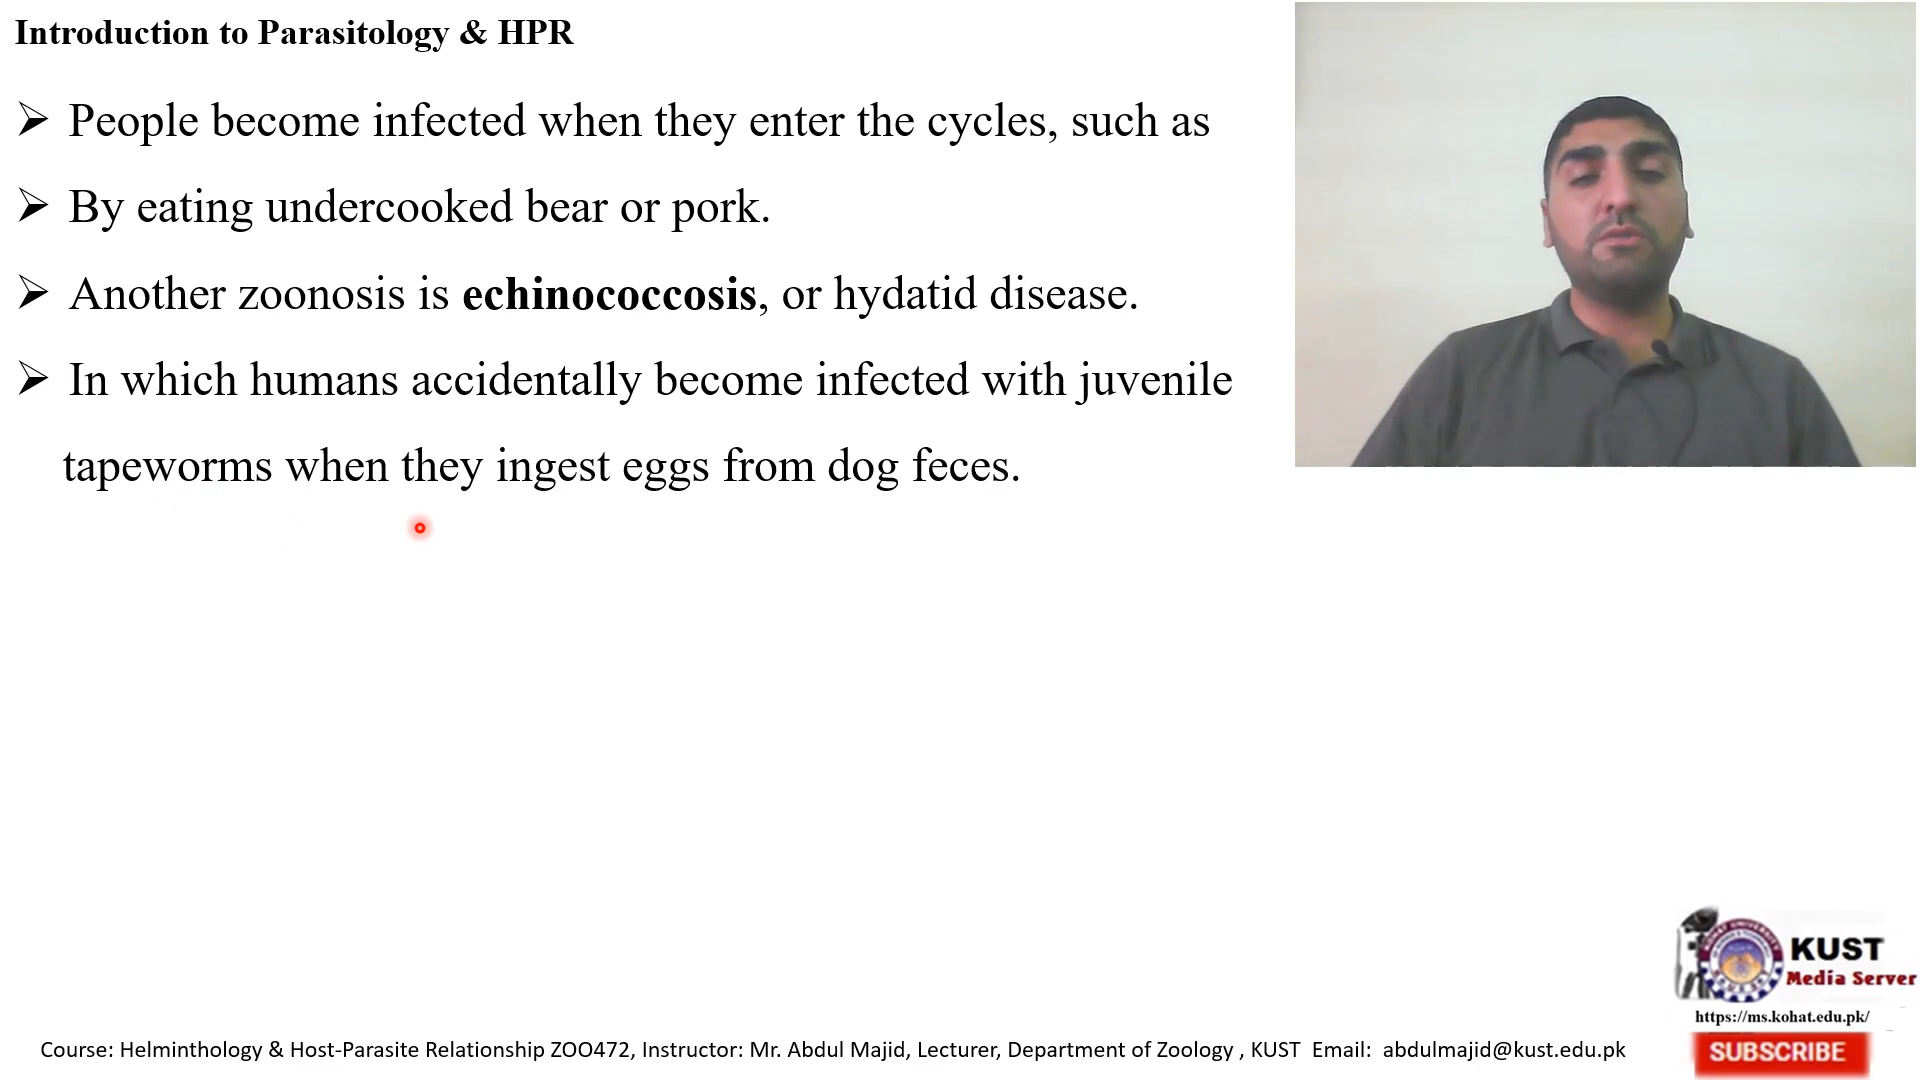 Introduction to Parasitology & HPR
➢ People become infected when they enter the cycles, such as
➢ By eating undercooked bear or pork.
➢ Another zoonosis is echinococcosis, or hydatid disease.
➢ In which humans accidentally become infected with juvenile
tapeworms when they ingest eggs from dog feces.
KUST
Media Server
https://ms.kohat.edu.pk/
SUBSCRIBE
Course: Helminthology & Host-Parasite Relationship ZOO472, Instructor: Mr. Abdul Majid, Lecturer, Department of Zoology , KUST Email: abdulmajid@kust.edu.pk